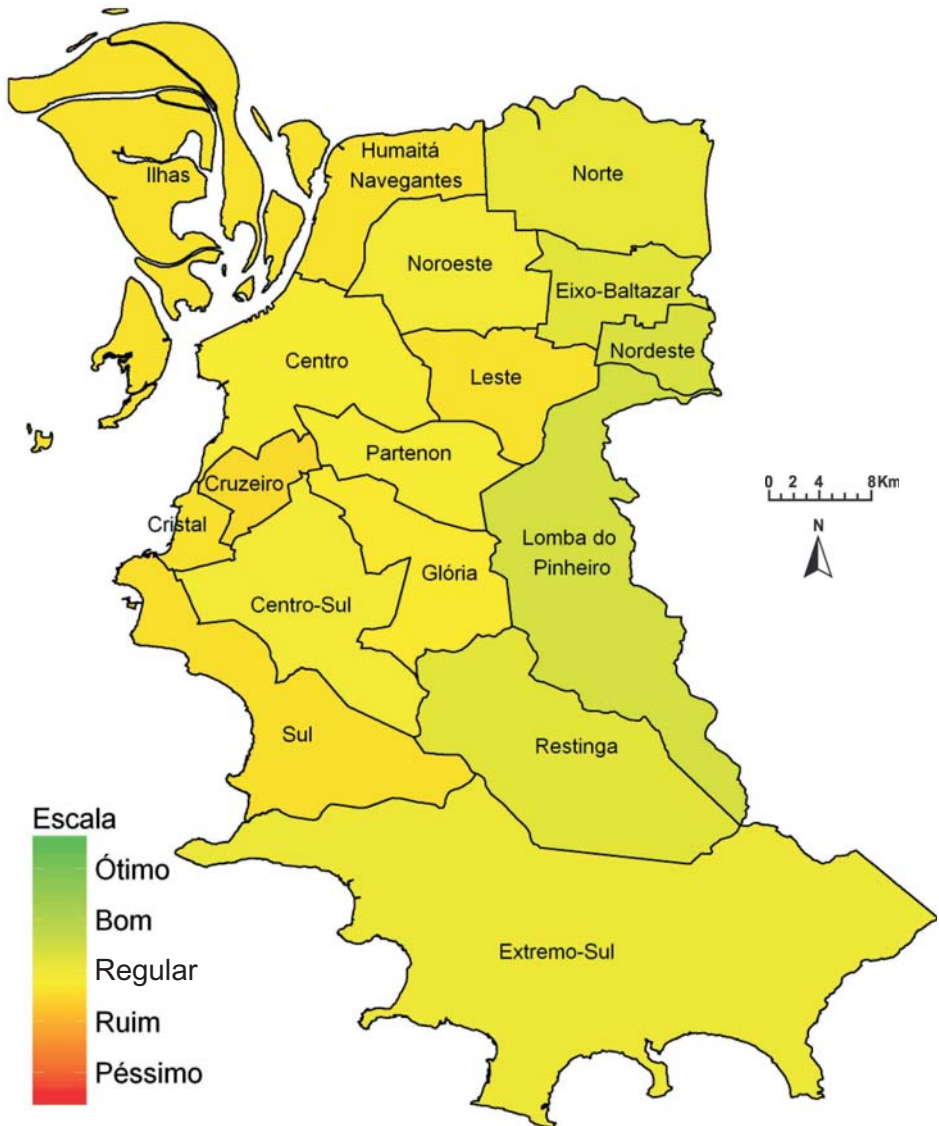 Ilhas
Humaitá
Navegantes
Norte
Noroeste
Eixo-Baltazar
Nordeste
Centro
Leste
Partenon
Cruzeiro
Cristal
0 2 4 8Km
N
Lomba do
Pinheiro
Glória
Centro-Sul
Sul
Restinga
Extremo-Sul
Escala
Ótimo
Bom
Regular
Ruim
Péssimo